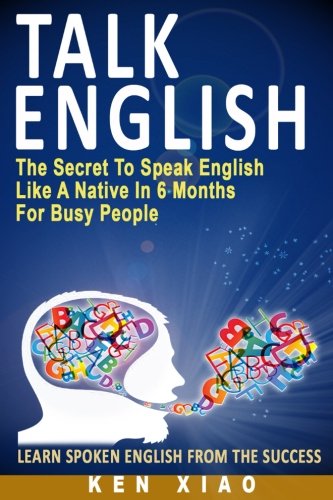 TALK
ENGLISH
The Secret To Speak English
Like A Native In 6 Months
For Busy People
LEARN SPOKEN ENGLISH FROM THE SUCCESS
KEN XIAO